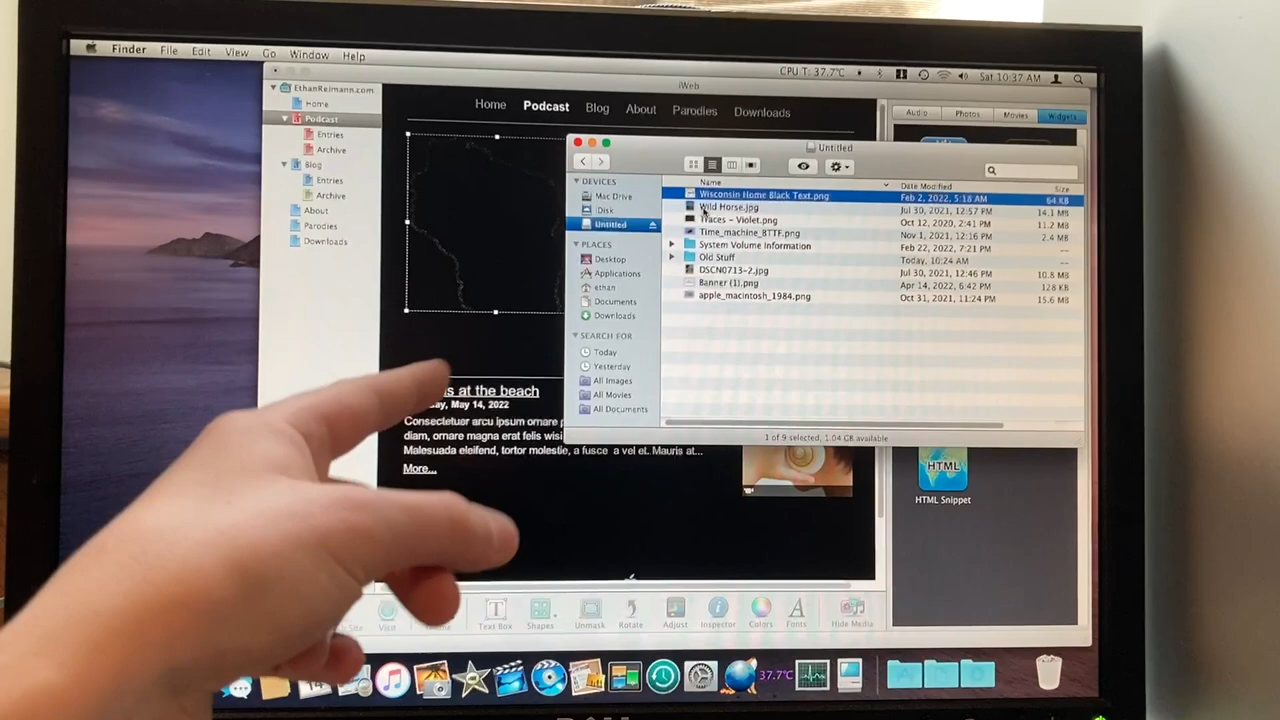 Finder File Edit View Go Window Help
CPU T: 37.7°C
Sat 10:37 AM
iWeb
EthanReimann.com
Home
Podcast
Entries
Archive
Blog
Entries
Archive
About
Parodies
Downloads
Home Podcast Blog About Parodies Downloads
Audio Photos Movies Widgets
Untitled
DEVICES
Mac Drive
iDisk
Untitled
PLACES
Desktop
Applications
ethan
Documents
Downloads
SEARCH FOR
Today
Yesterday
All Images
All Movies
All Documents
Name Date Modified Size
Wisconsin Home Black Text.png Feb 2, 2022, 5:18 AM 64 KB
Wild Horse.jpg Jul 30, 2021, 12:57 PM 14.1 MB
Traces - Violet.png Oct 12, 2020, 2:41 PM 11.2 MB
Time_machine_BTTF.png Nov 1, 2021, 12:16 PM 2.4 MB
System Volume Information Feb 22, 2022, 7:21 PM --
Old Stuff Today, 10:24 AM --
DSCN0713-2.jpg Jul 30, 2021, 12:46 PM 10.8 MB
Banner (1).png Apr 14, 2022, 6:42 PM 128 KB
apple_macintosh_1984.png Oct 31, 2021, 11:24 PM 15.6 MB
1 of 9 selected, 1.04 GB available
s at the beach
ay, May 14, 2022
Consectetuer arcu ipsum ornare
diam, ornare magna erat felis wisi
Malesuada eleifend, tortor molestie, a fusce a vel et. Mauris at...
More...
HTML
HTML Snippet
Site Visit Text Box Shapes Unmask Rotate Adjust Inspector Colors Fonts Hide Media
37.7°C